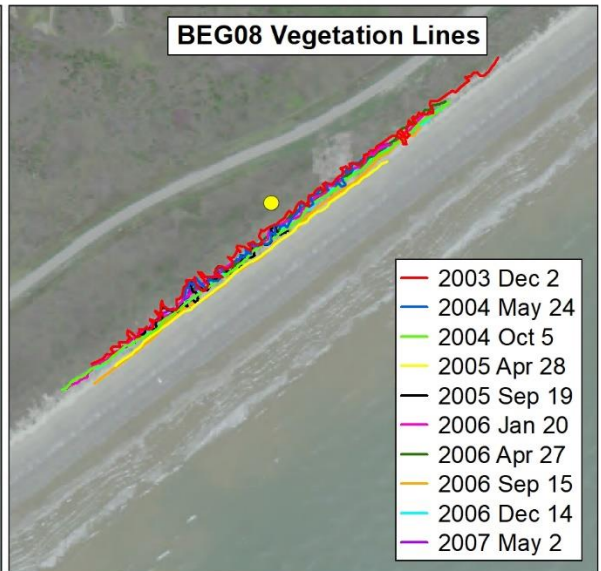 BEG08 Vegetation Lines
2003 Dec 2
2004 May 24
2004 Oct 5
2005 Apr 28
2005 Sep 19
2006 Jan 20
2006 Apr 27
2006 Sep 15
2006 Dec 14
2007 May 2